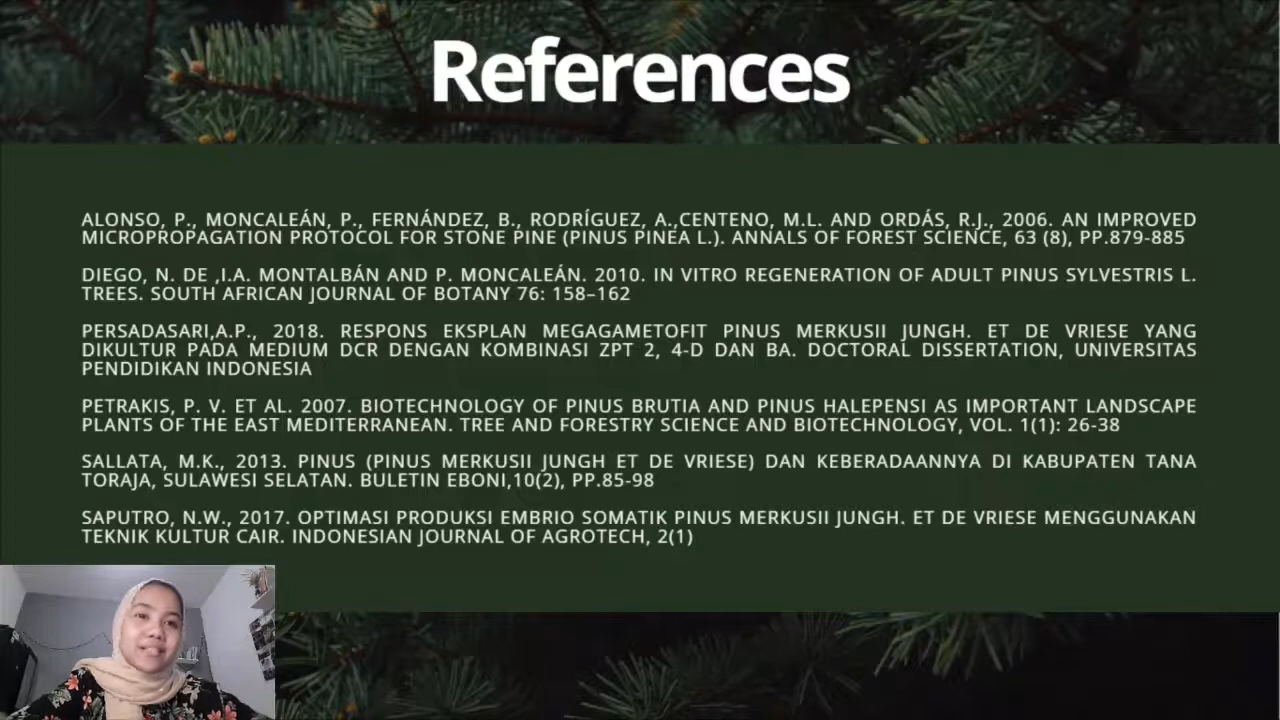 References
ALONSO, P., MONCALEÁN, P., FERNÁNDEZ, B., RODRÍGUEZ, A.,CENTENO, M.L. AND ORDÁS, R.J., 2006. AN IMPROVED
MICROPROPAGATION PROTOCOL FOR STONE PINE (PINUS PINEA L.). ANNALS OF FOREST SCIENCE, 63 (8), PP.879-885
DIEGO, N. DE ,I.A. MONTALBÁN AND P. MONCALEÁN. 2010. IN VITRO REGENERATION OF ADULT PINUS SYLVESTRIS L.
TREES. SOUTH AFRICAN JOURNAL OF BOTANY 76: 158–162
PERSADASARI,A.P., 2018. RESPONS EKSPLAN MEGAGAMETOFIT PINUS MERKUSII JUNGH. ET DE VRIESE YANG
DIKULTUR PADA MEDIUM DCR DENGAN KOMBINASI ZPT 2, 4-D DAN BA. DOCTORAL DISSERTATION, UNIVERSITAS
PENDIDIKAN INDONESIA
PETRAKIS, P. V. ET AL. 2007. BIOTECHNOLOGY OF PINUS BRUTIA AND PINUS HALEPENSI AS IMPORTANT LANDSCAPE
PLANTS OF THE EAST MEDITERRANEAN. TREE AND FORESTRY SCIENCE AND BIOTECHNOLOGY, VOL. 1(1): 26-38
SALLATA, M.K., 2013. PINUS (PINUS MERKUSII JUNGH ET DE VRIESE) DAN KEBERADAANNYA DI KABUPATEN TANA
TORAJA, SULAWESI SELATAN. BULETIN EBONI,10(2), PP.85-98
SAPUTRO, N.W., 2017. OPTIMASI PRODUKSI EMBRIO SOMATIK PINUS MERKUSII JUNGH. ET DE VRIESE MENGGUNAKAN
TEKNIK KULTUR CAIR. INDONESIAN JOURNAL OF AGROTECH, 2(1)